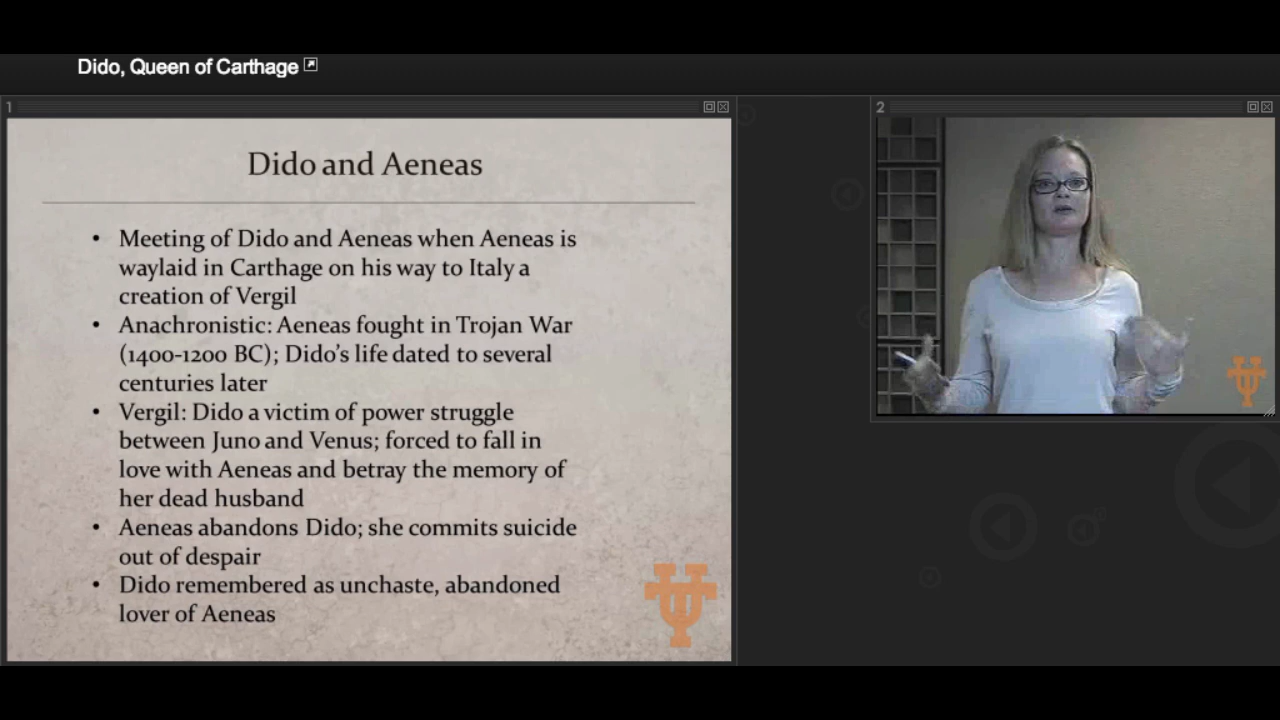 Dido, Queen of Carthage
1
2
Dido and Aeneas
• Meeting of Dido and Aeneas when Aeneas is
waylaid in Carthage on his way to Italy a
creation of Vergil
• Anachronistic: Aeneas fought in Trojan War
(1400-1200 BC); Dido's life dated to several
centuries later
• Vergil: Dido a victim of power struggle
between Juno and Venus; forced to fall in
love with Aeneas and betray the memory of
her dead husband
• Aeneas abandons Dido; she commits suicide
out of despair
• Dido remembered as unchaste, abandoned
lover of Aeneas